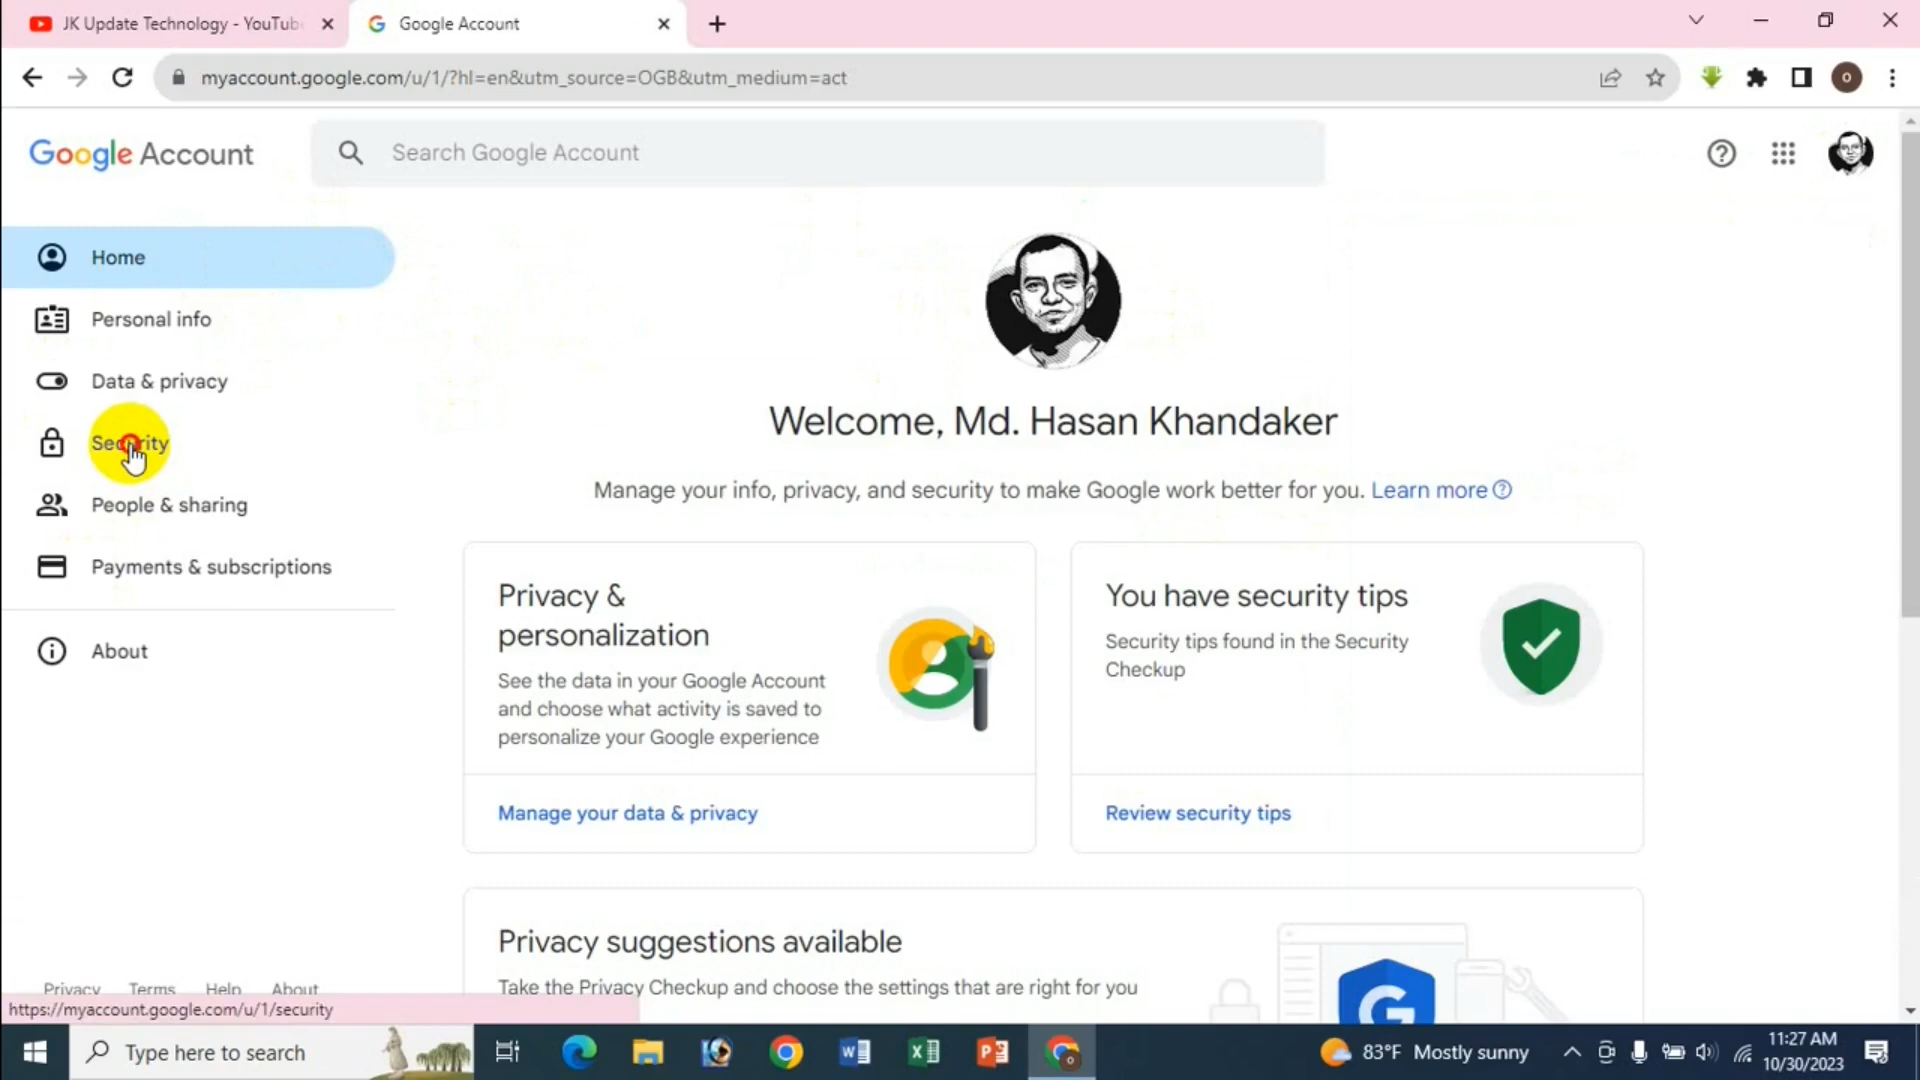 JK Update Technology - YouTub
Google Account
myaccount.google.com/u/1/?hl=en&utm_source=OGB&utm_medium=act
O
Google Account
Search Google Account
Home
Personal info
Data & privacy
Security
People & sharing
Payments & subscriptions
About
Welcome, Md. Hasan Khandaker
Manage your info, privacy, and security to make Google work better for you. Learn more
Privacy &
personalization
See the data in your Google Account
and choose what activity is saved to
personalize your Google experience
Manage your data & privacy
You have security tips
Security tips found in the Security
Checkup
Review security tips
Privacy suggestions available
Take the Privacy Checkup and choose the settings that are right for you
Privacy Terms Help About
https://myaccount.google.com/u/1/security
Type here to search
83°F Mostly sunny
11:27 AM
10/30/2023